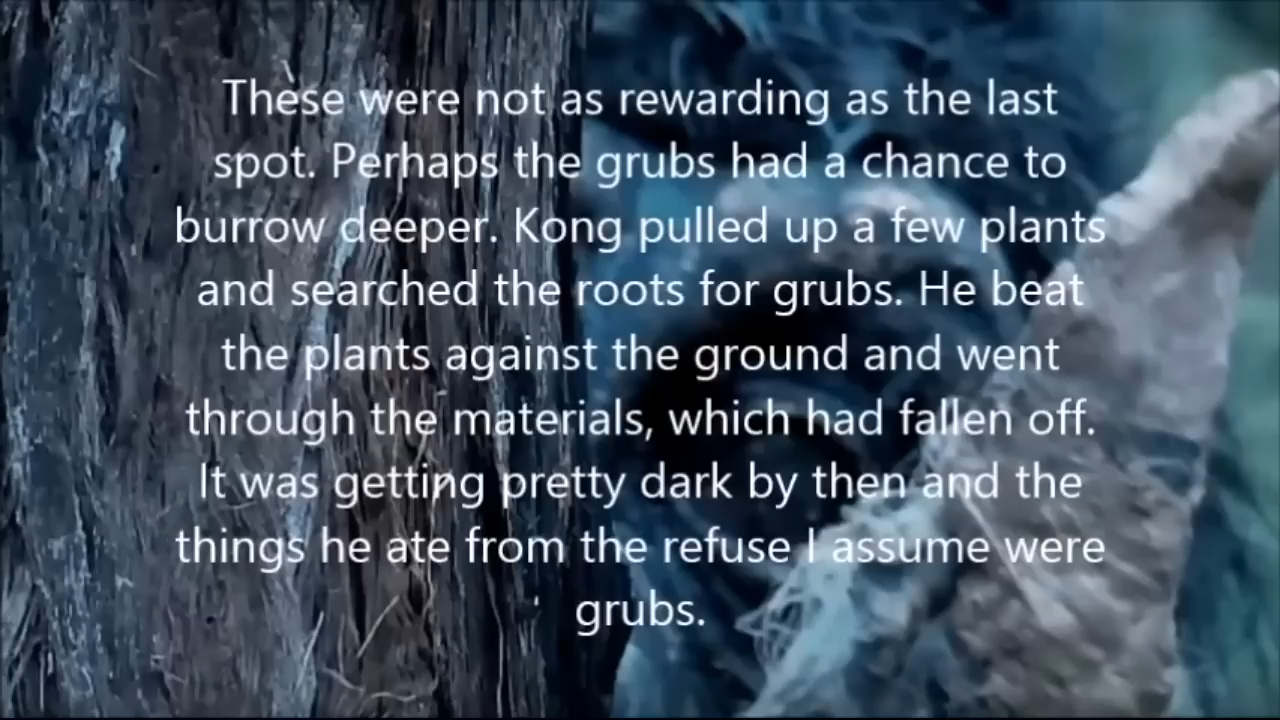 These were not as rewarding as the last
spot. Perhaps the grubs had a chance to
burrow deeper. Kong pulled up a few plants
and searched the roots for grubs. He beat
the plants against the ground and went
through the materials, which had fallen off.
It was getting pretty dark by then and the
things he ate from the refuse I assume were
grubs.